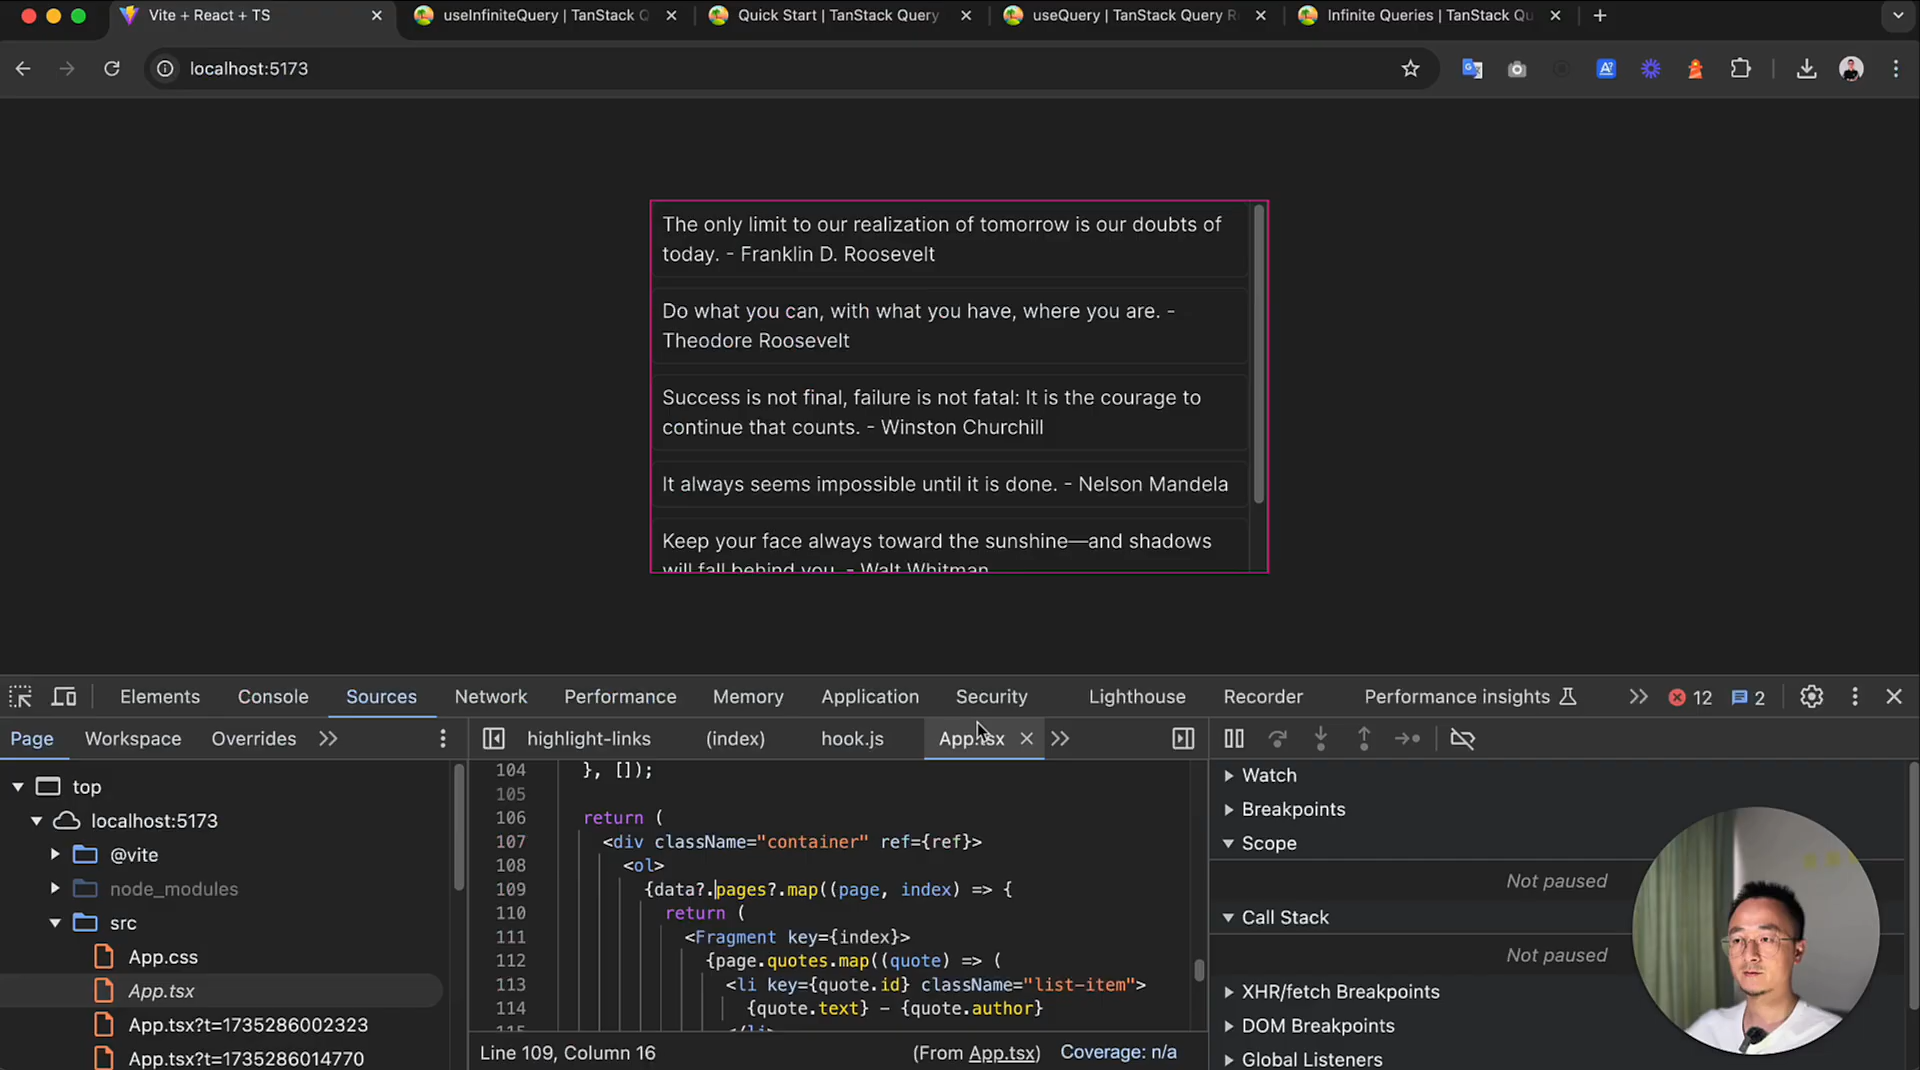 Vite + React + TS
useInfiniteQuery | TanStack Q
Quick Start | TanStack Query
useQuery | TanStack Query R
Infinite Queries | TanStack Qu
localhost:5173
The only limit to our realization of tomorrow is our doubts of
today. - Franklin D. Roosevelt
Do what you can, with what you have, where you are. -
Theodore Roosevelt
Success is not final, failure is not fatal: It is the courage to
continue that counts. - Winston Churchill
It always seems impossible until it is done. - Nelson Mandela
Keep your face always toward the sunshine—and shadows
will fall behind you. - Walt Whitman
Elements Console Sources Network Performance Memory Application Security Lighthouse Recorder Performance insights 12 2
Page Workspace Overrides
highlight-links (index) hook.js App.tsx
top
localhost:5173
@vite
node_modules
src
App.css
App.tsx
App.tsx?t=1735286002323
App.tsx?t=1735286014770
104 }, []);
105
106 return (
107 <div className="container" ref={ref}>
108 <ol>
109 {data?.pages?.map((page, index) => {
110 return (
111 <Fragment key={index}>
112 {page.quotes.map((quote) => (
113 <li key={quote.id} className="list-item">
114 {quote.text} - {quote.author}
115 </li>
Line 109, Column 16 (From App.tsx) Coverage: n/a
Watch
Breakpoints
Scope
Not paused
Call Stack
Not paused
XHR/fetch Breakpoints
DOM Breakpoints
Global Listeners